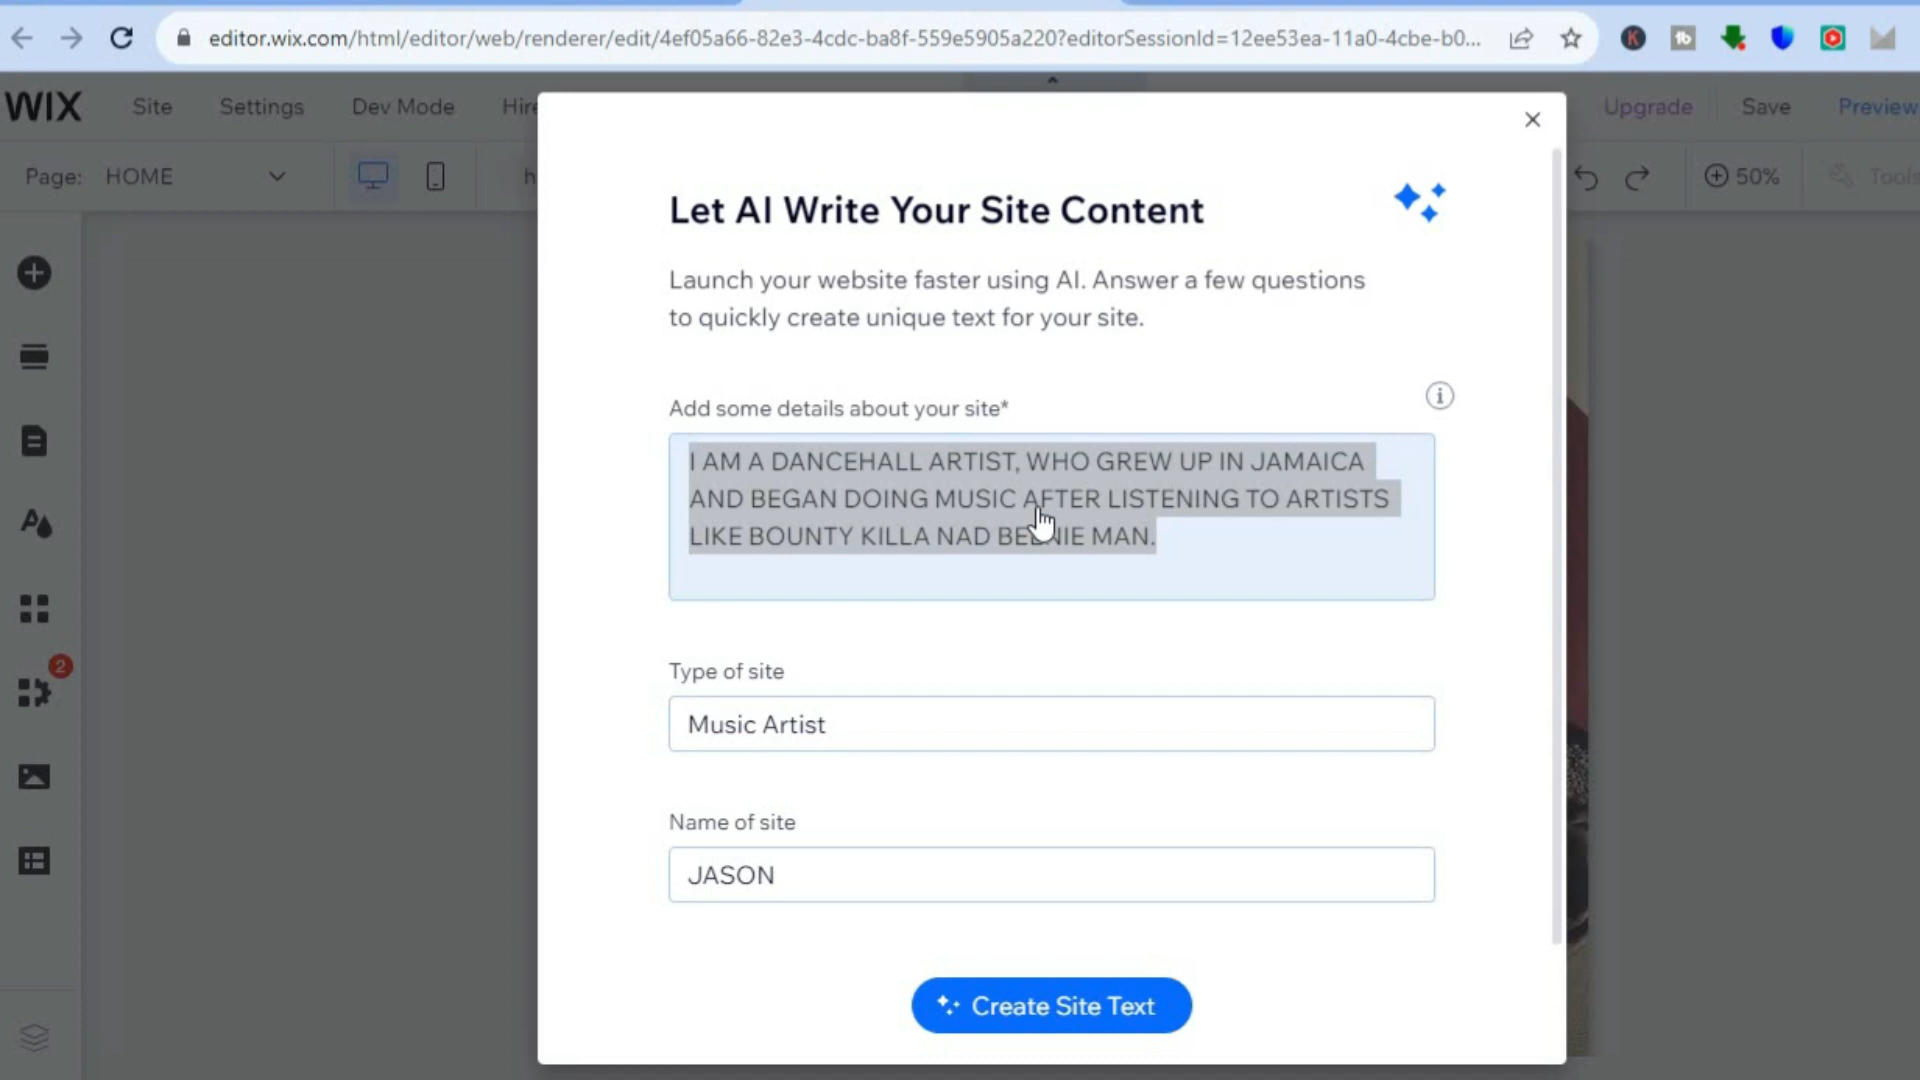 editor.wix.com/html/editor/web/renderer/edit/4ef05a66-82e3-4cdc-ba8f-559e5905a220?editorSessionId=12ee53ea-11a0-4cbe-b0...
K
tb
WIX
Site
Settings
Dev Mode
Hire
Upgrade
Save
Preview
Page: HOME
h
50%
Tools
Let AI Write Your Site Content
Launch your website faster using AI. Answer a few questions
to quickly create unique text for your site.
Add some details about your site*
i
I AM A DANCEHALL ARTIST, WHO GREW UP IN JAMAICA
AND BEGAN DOING MUSIC AFTER LISTENING TO ARTISTS
LIKE BOUNTY KILLA NAD BEENIE MAN.
Type of site
Music Artist
2
Name of site
JASON
Create Site Text